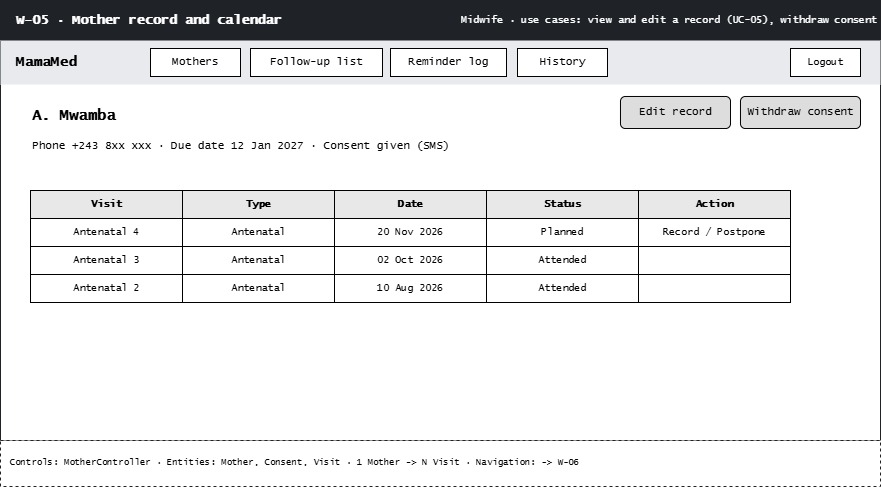 W-05 · Mother record and calendar
Midwife · use cases: view and edit a record (UC-05), withdraw consent
MamaMed
Mothers
Follow-up list
Reminder log
History
Logout
A. Mwamba
Edit record
Withdraw consent
Phone +243 8xx xxx · Due date 12 Jan 2027 · Consent given (SMS)
Visit Type Date Status Action
Antenatal 4 Antenatal 20 Nov 2026 Planned Record / Postpone
Antenatal 3 Antenatal 02 Oct 2026 Attended
Antenatal 2 Antenatal 10 Aug 2026 Attended
Controls: MotherController · Entities: Mother, Consent, Visit · 1 Mother -> N Visit · Navigation: -> W-06